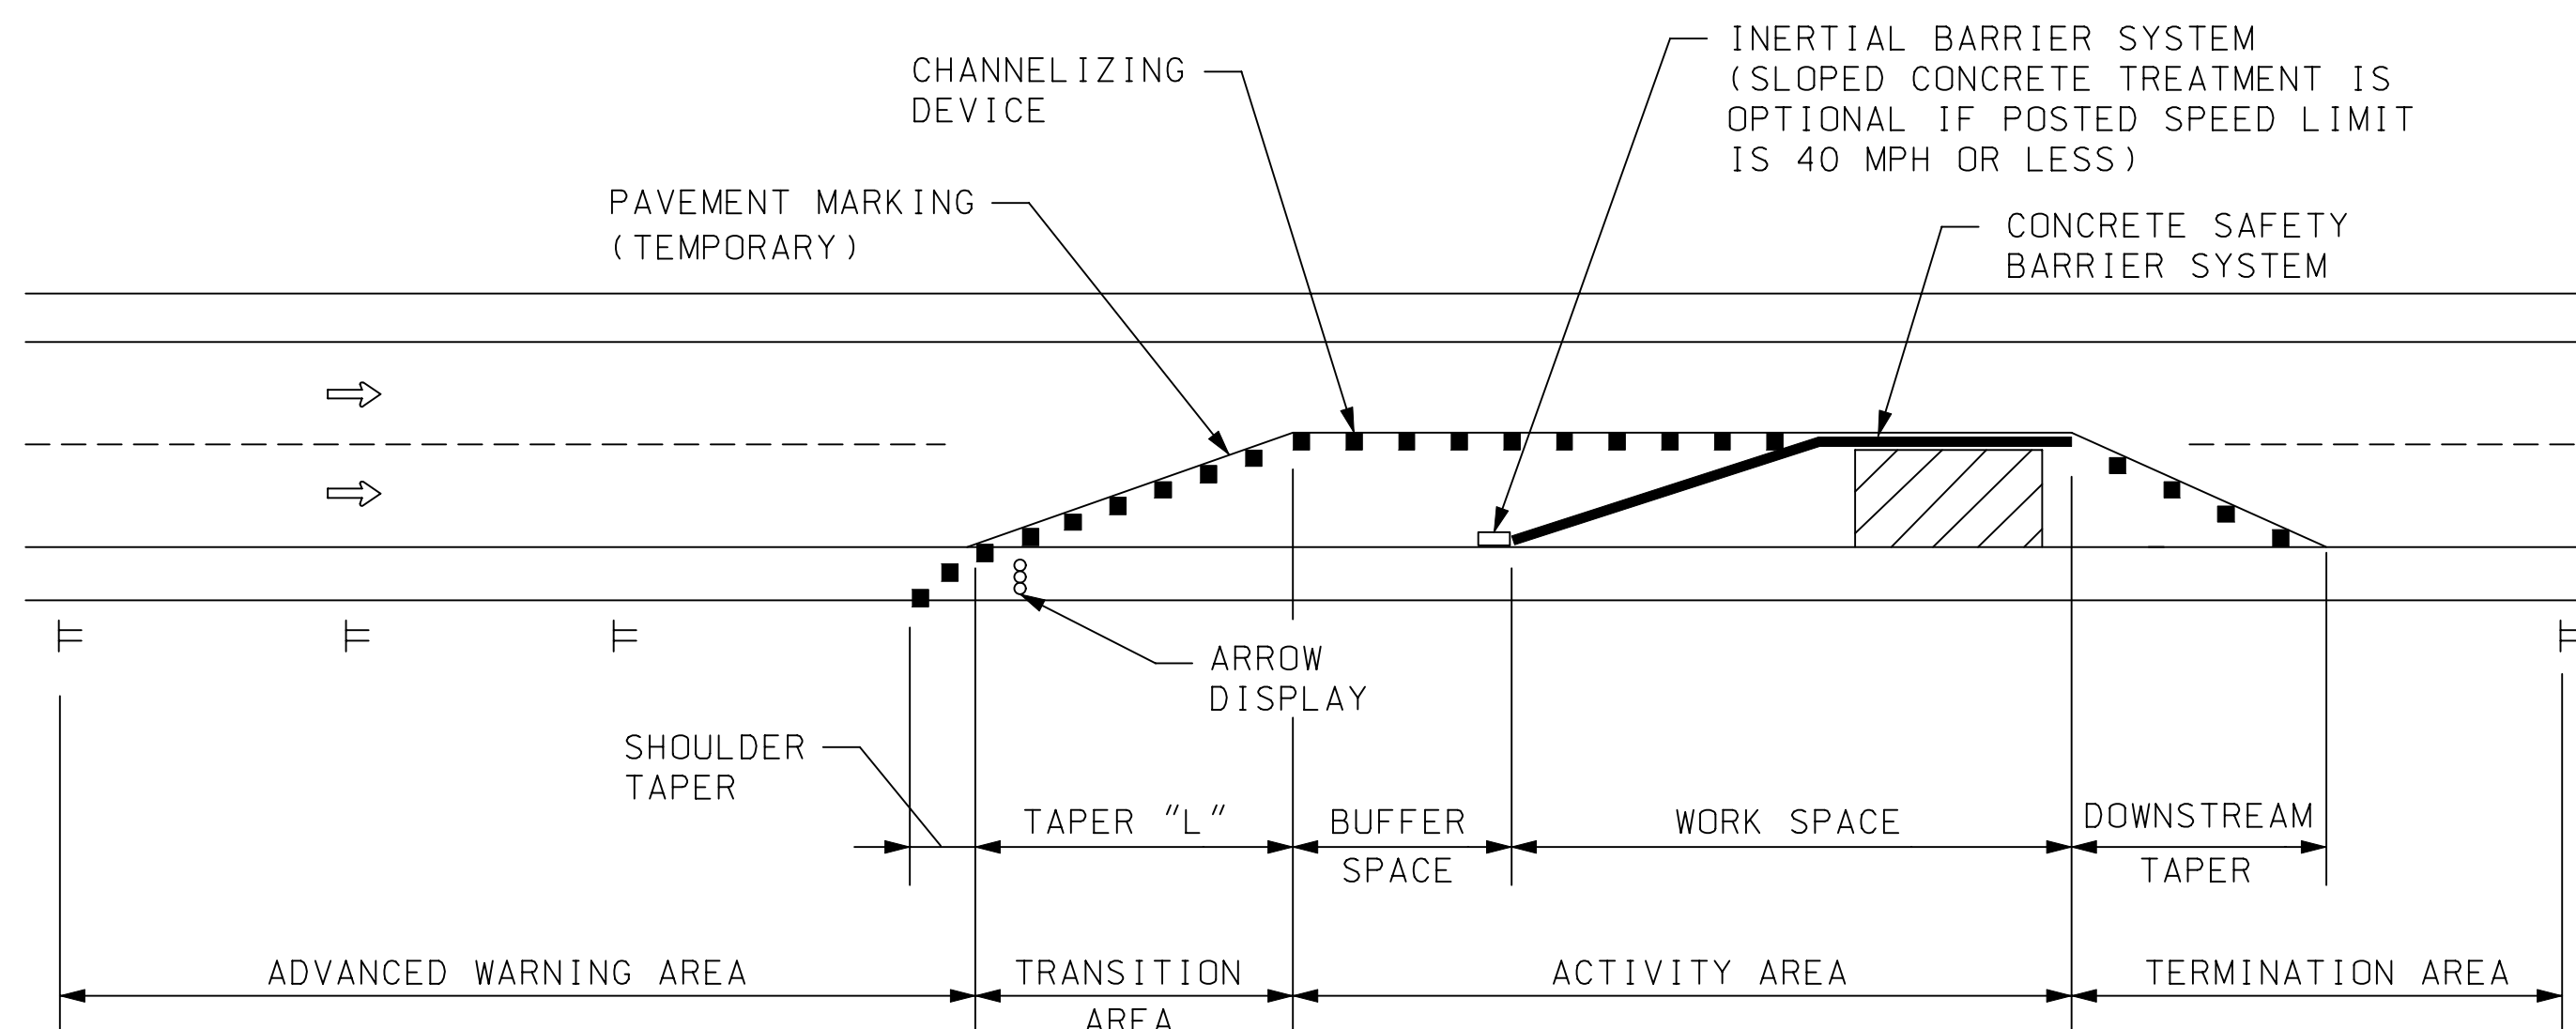 INERTIAL BARRIER SYSTEM
(SLOPED CONCRETE TREATMENT IS
OPTIONAL IF POSTED SPEED LIMIT
IS 40 MPH OR LESS)
CHANNELIZING
DEVICE
PAVEMENT MARKING
(TEMPORARY)
CONCRETE SAFETY
BARRIER SYSTEM
ARROW
DISPLAY
SHOULDER
TAPER
TAPER "L"
BUFFER
SPACE
WORK SPACE
DOWNSTREAM
TAPER
ADVANCED WARNING AREA
TRANSITION
AREA
ACTIVITY AREA
TERMINATION AREA